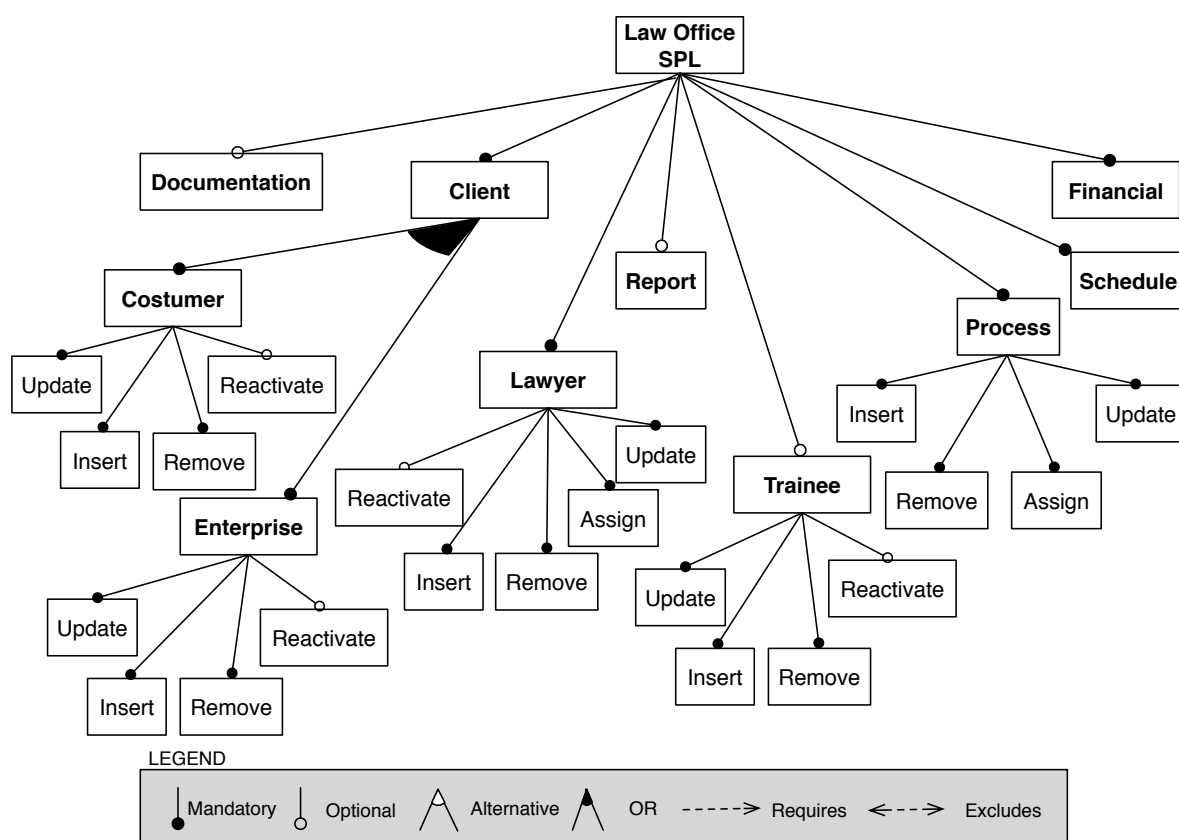 Law Office
SPL
Documentation
Client
Financial
Report
Schedule
Costumer
Process
Update
Reactivate
Lawyer
Insert
Update
Insert
Remove
Update
Reactivate
Trainee
Remove
Assign
Enterprise
Assign
Insert
Remove
Update
Reactivate
Update
Reactivate
Insert
Remove
Insert
Remove
LEGEND
Mandatory Optional Alternative OR Requires Excludes